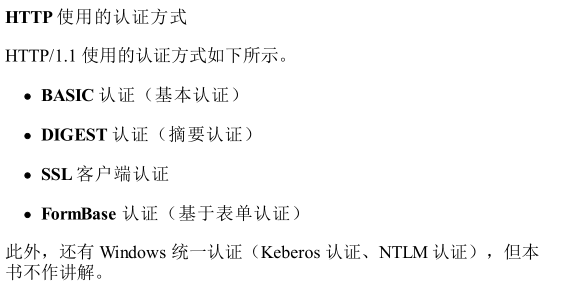 HTTP 使用的认证方式
HTTP/1.1 使用的认证方式如下所示。
● BASIC 认证（基本认证）
● DIGEST 认证（摘要认证）
● SSL 客户端认证
● FormBase 认证（基于表单认证）
此外，还有 Windows 统一认证（Keberos 认证、NTLM 认证），但本
书不作讲解。